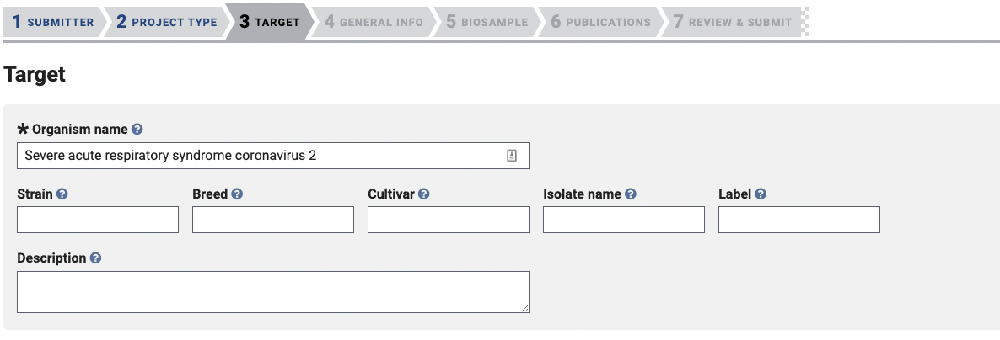 1 SUBMITTER 2 PROJECT TYPE 3 TARGET 4 GENERAL INFO 5 BIOSAMPLE 6 PUBLICATIONS 7 REVIEW & SUBMIT
Target
* Organism name ?
Severe acute respiratory syndrome coronavirus 2
Strain ? Breed ? Cultivar ? Isolate name ? Label ?
Description ?